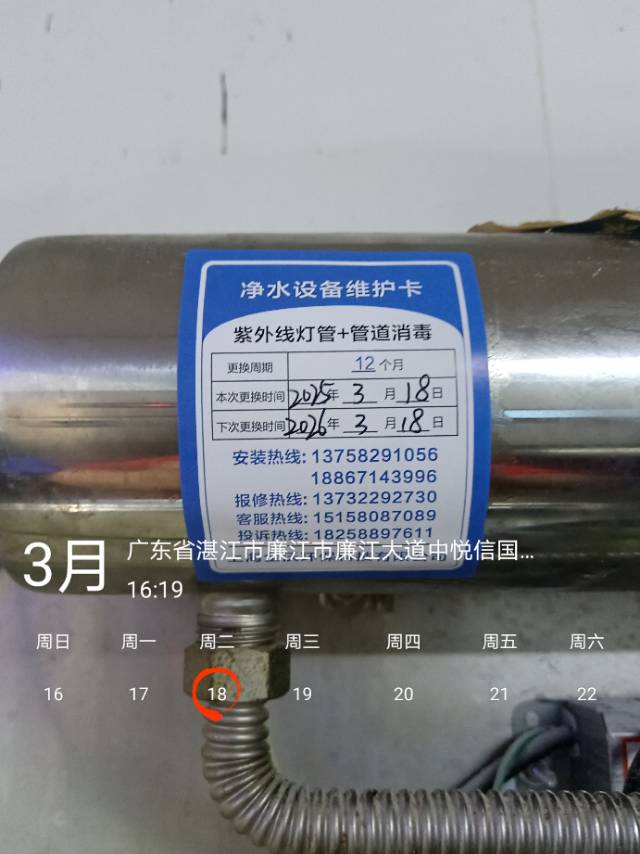 净水设备维护卡
紫外线灯管+管道消毒
更换周期 12个月
本次更换时间 2025年 3 月 18 日
下次更换时间 2026年 3 月 18 日
安装热线: 13758291056
18867143996
报修热线: 13732292730
客服热线: 15158087089
投诉热线: 18258897611
3月
广东省湛江市廉江市廉江大道中悦信国...
16:19
周日 周一 周二 周三 周四 周五 周六
16 17 18 19 20 21 22